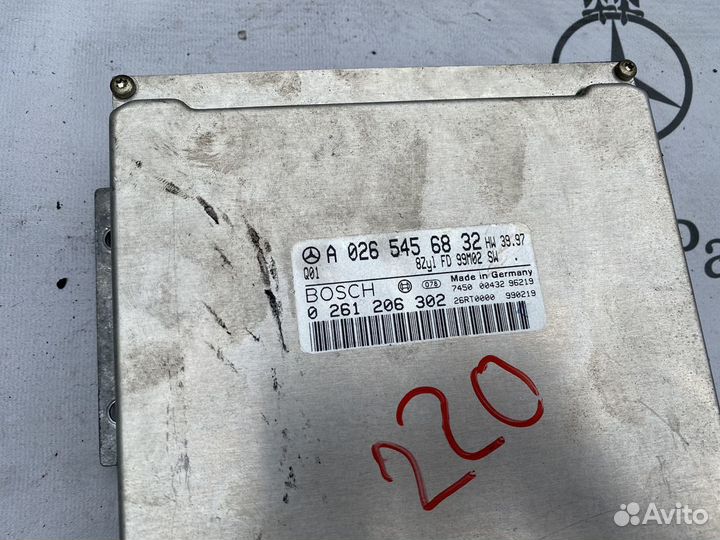 A 026 545 68 32 HW 39.97
Q01 8Zyl FD 99M02 SW .
BOSCH Q78 Made in Germany
7450 00432 96219
0 261 206 302 26RT0000 990219
220
Avito